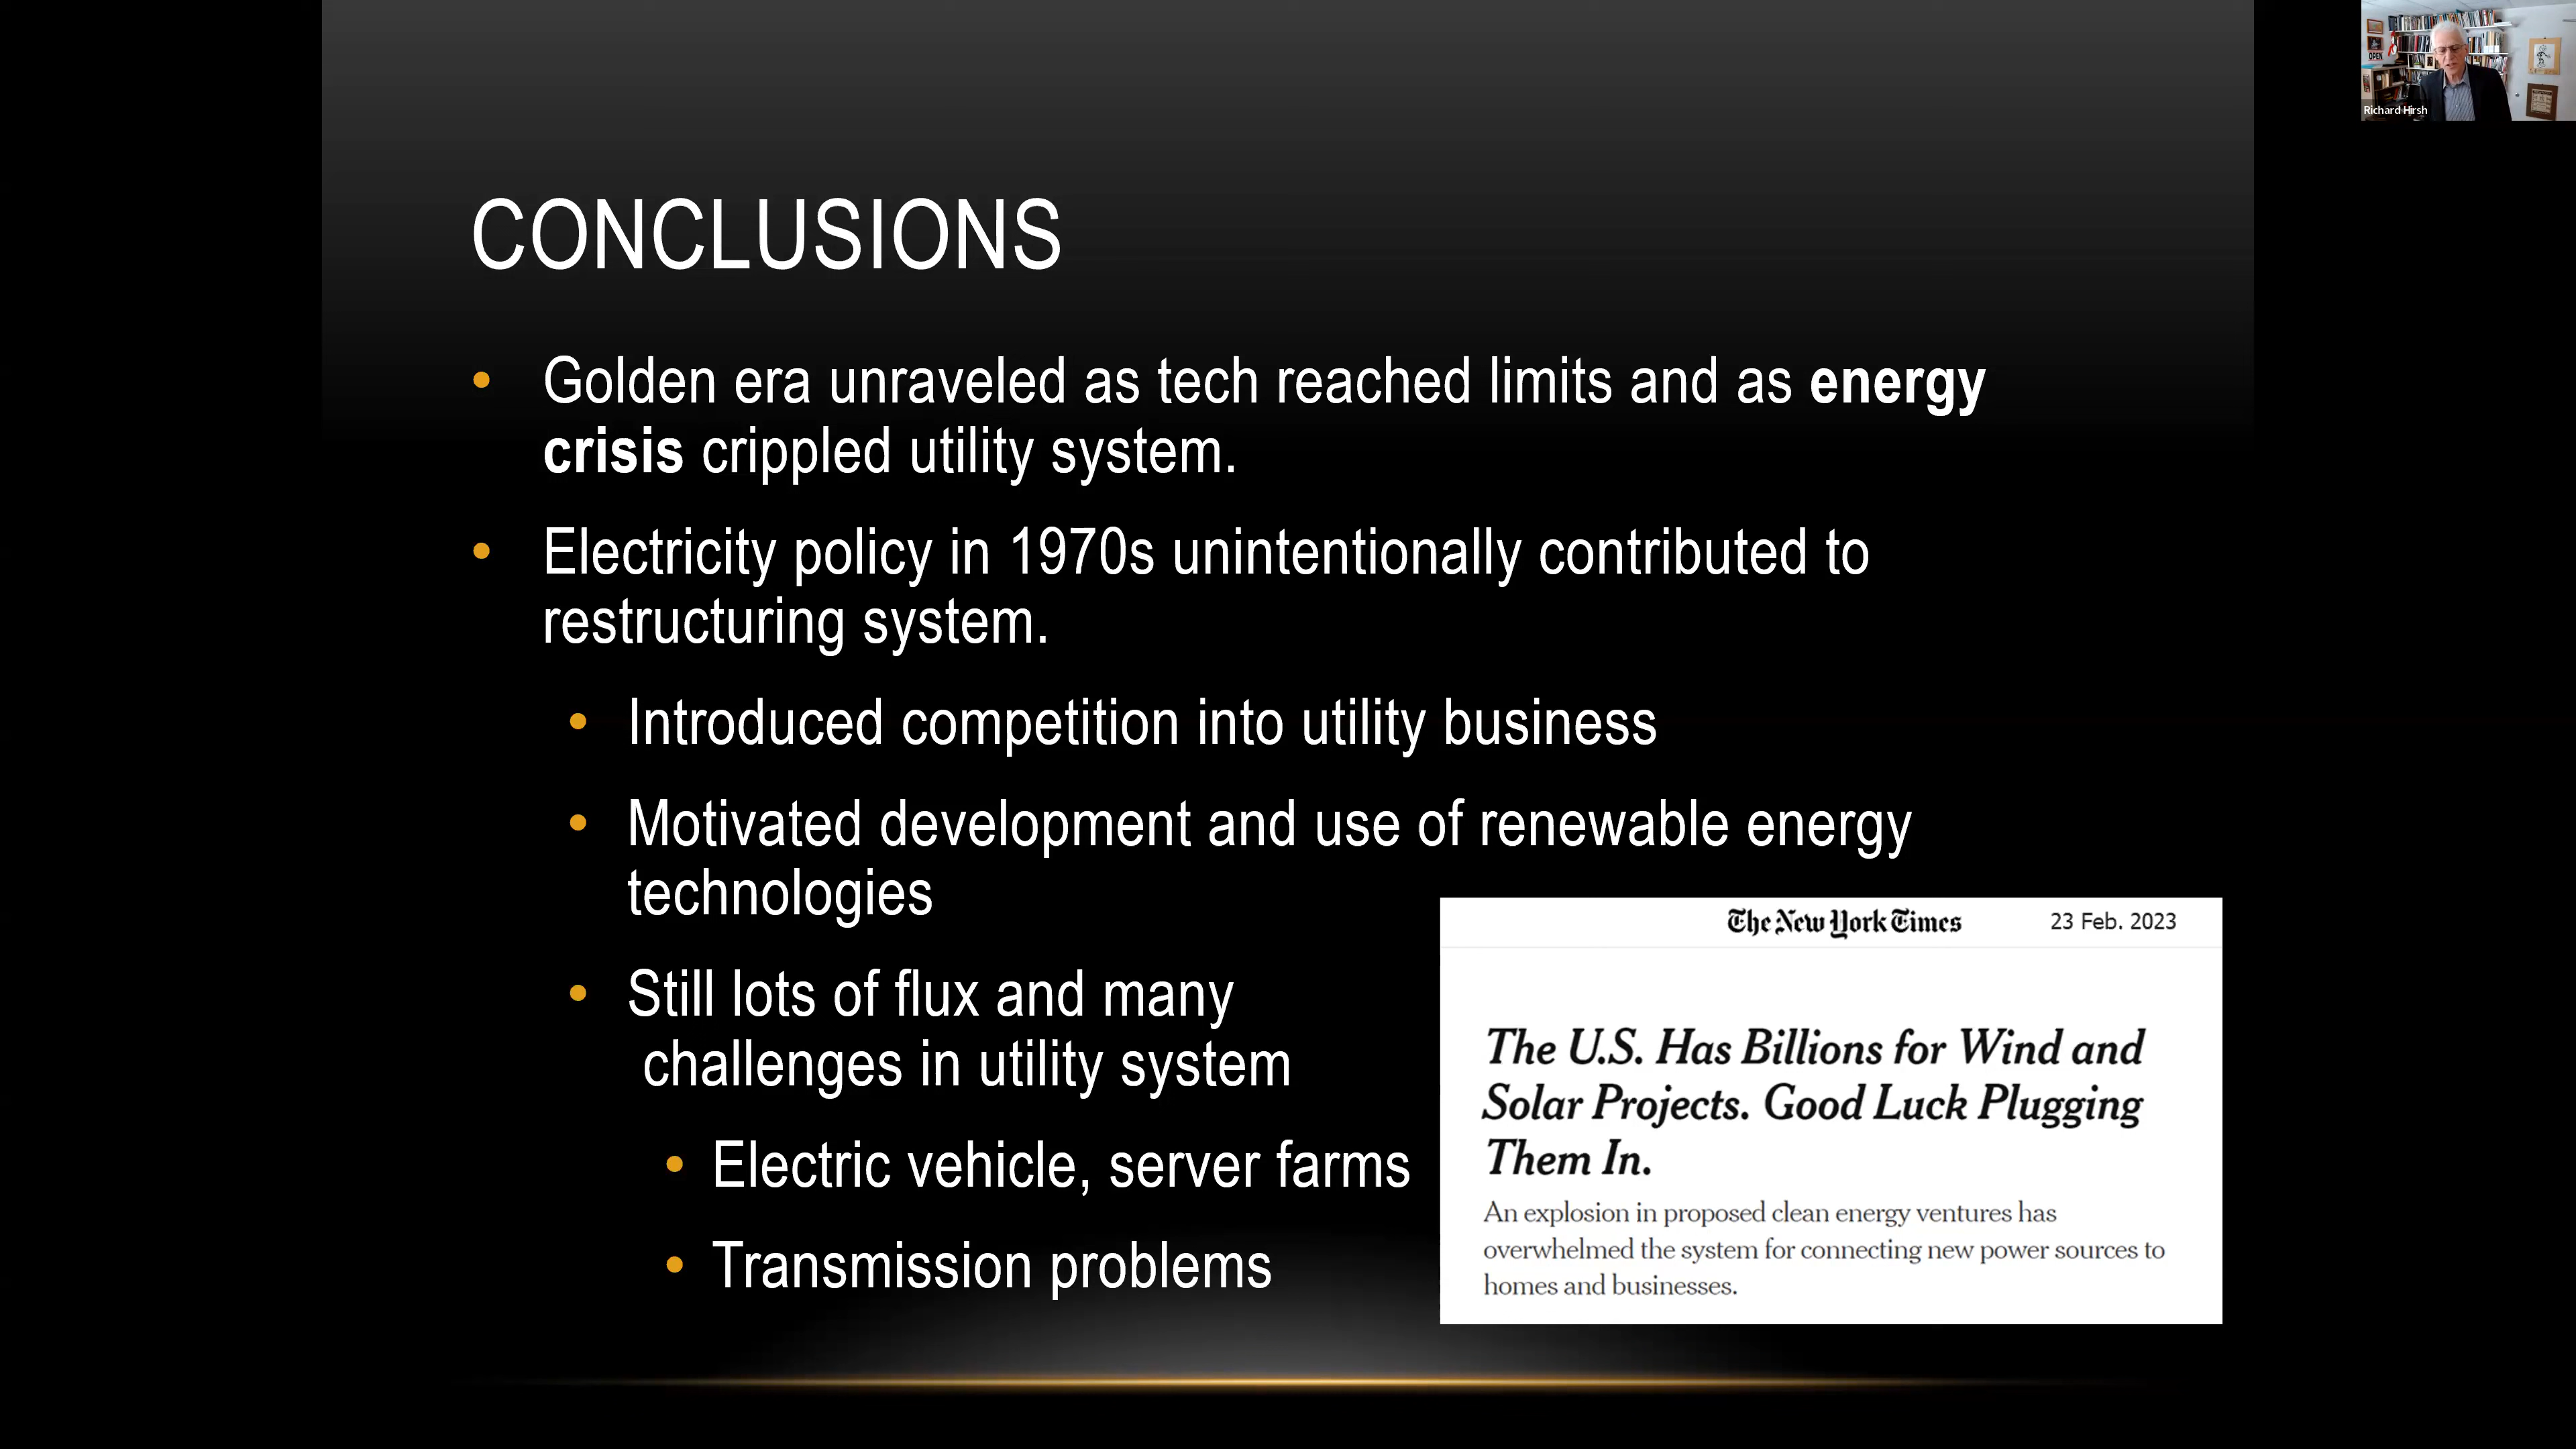 OPEN
Richard Hirsh
CONCLUSIONS
• Golden era unraveled as tech reached limits and as energy
crisis crippled utility system.
• Electricity policy in 1970s unintentionally contributed to
restructuring system.
• Introduced competition into utility business
• Motivated development and use of renewable energy
technologies
• Still lots of flux and many
challenges in utility system
• Electric vehicle, server farms
• Transmission problems
The New York Times 23 Feb. 2023
The U.S. Has Billions for Wind and
Solar Projects. Good Luck Plugging
Them In.
An explosion in proposed clean energy ventures has
overwhelmed the system for connecting new power sources to
homes and businesses.